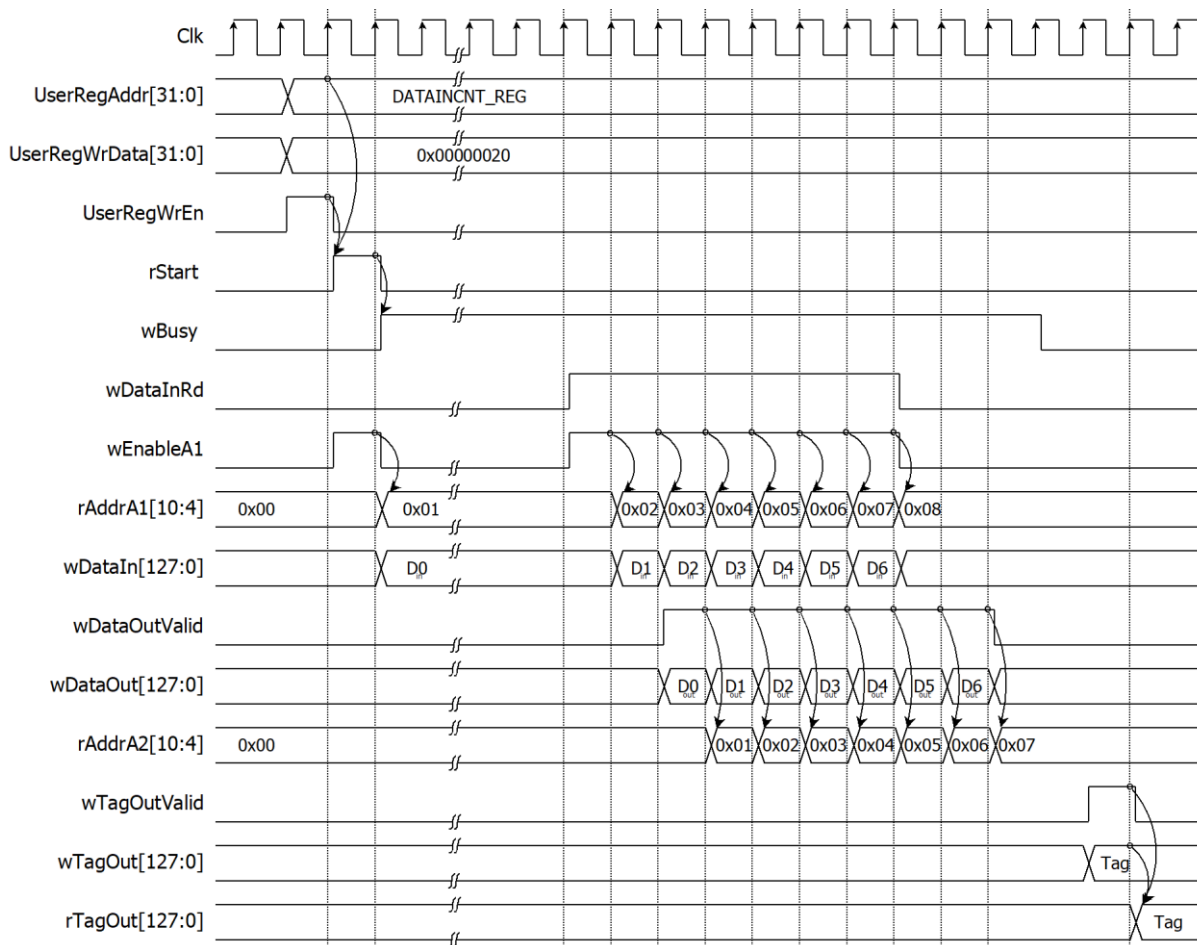 Clk
UserRegAddr[31:0] DATAINCNT_REG
UserRegWrData[31:0] 0x00000020
UserRegWrEn
rStart
wBusy
wDataInRd
wEnableA1
rAddrA1[10:4] 0x00 0x01 0x02 0x03 0x04 0x05 0x06 0x07 0x08
wDataIn[127:0] D0in D1in D2in D3in D4in D5in D6in
wDataOutValid
wDataOut[127:0] D0out D1out D2out D3out D4out D5out D6out
rAddrA2[10:4] 0x00 0x01 0x02 0x03 0x04 0x05 0x06 0x07
wTagOutValid
wTagOut[127:0] Tag
rTagOut[127:0] Tag